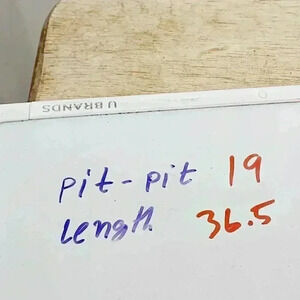 U BRANDS
pit-pit 19
Length 36.5